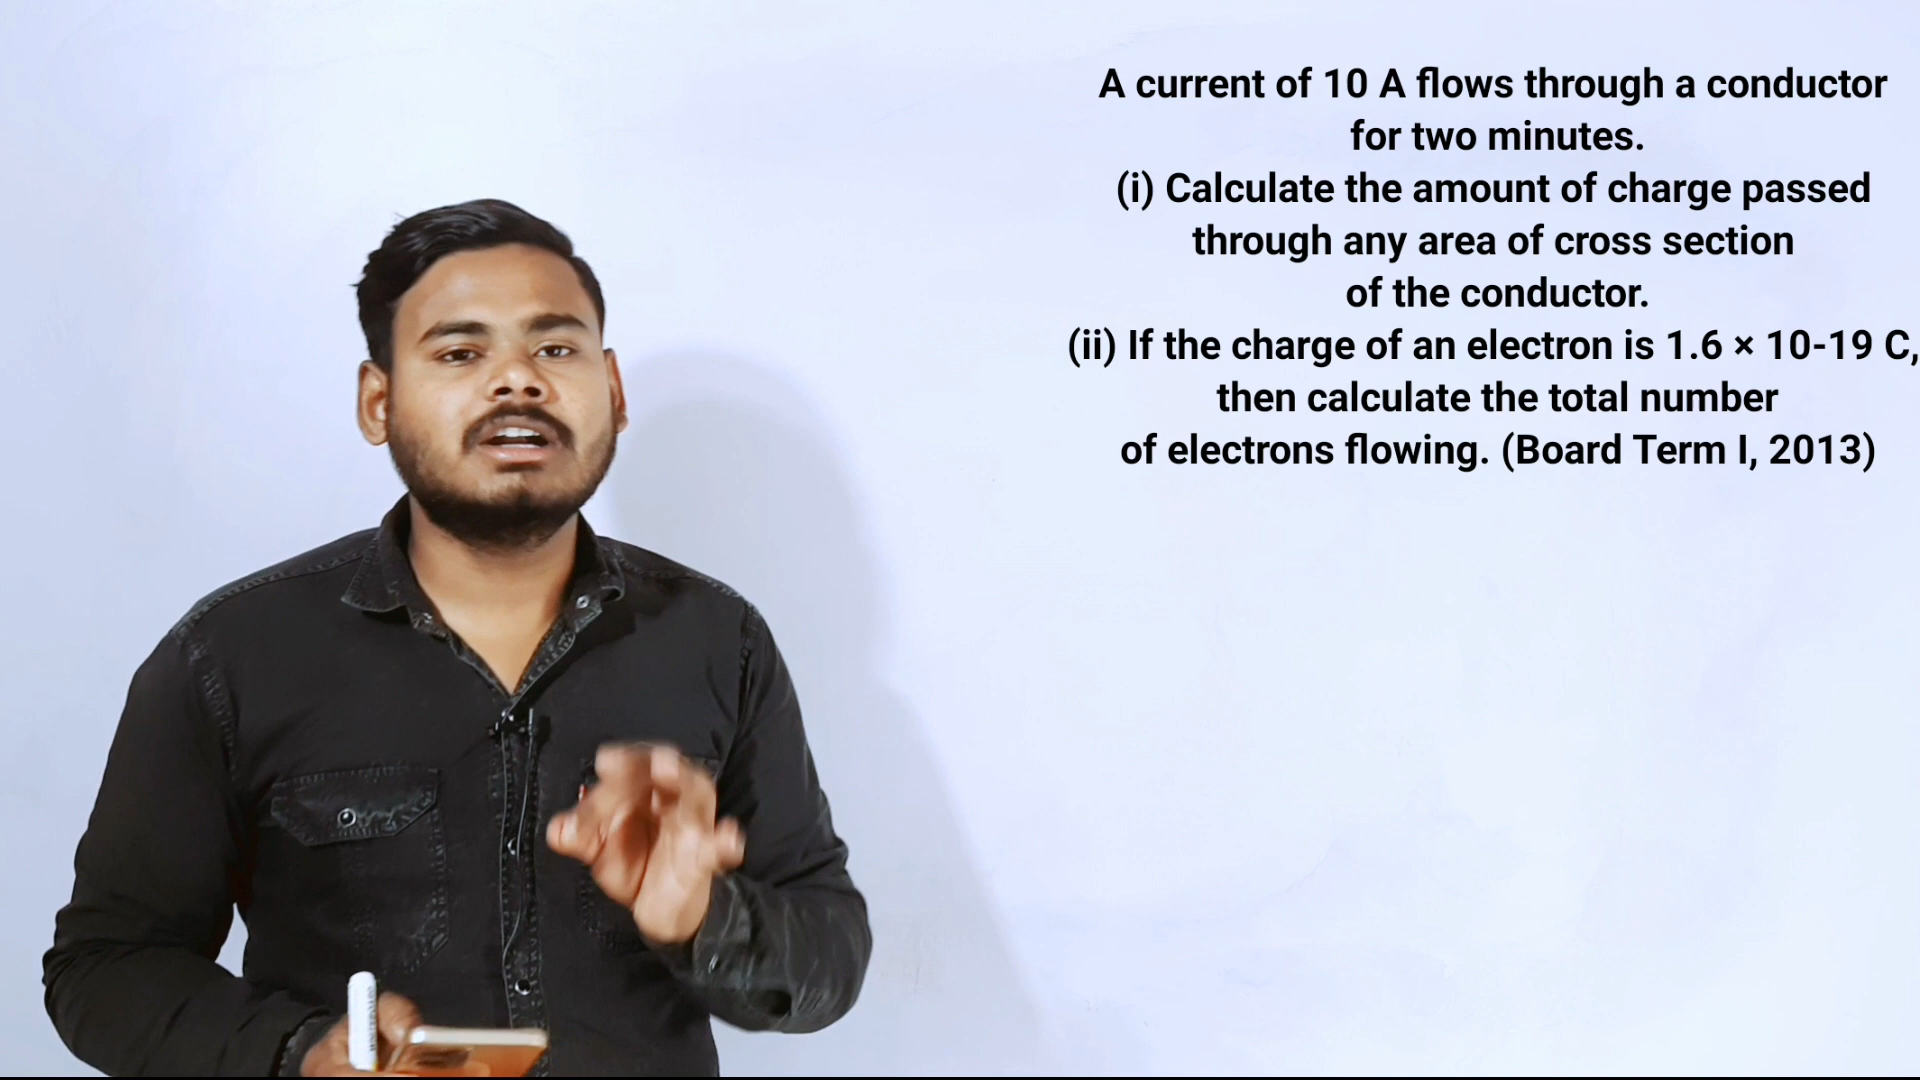 A current of 10 A flows through a conductor
for two minutes.
(i) Calculate the amount of charge passed
through any area of cross section
of the conductor.
(ii) If the charge of an electron is 1.6 × 10-19 C,
then calculate the total number
of electrons flowing. (Board Term I, 2013)